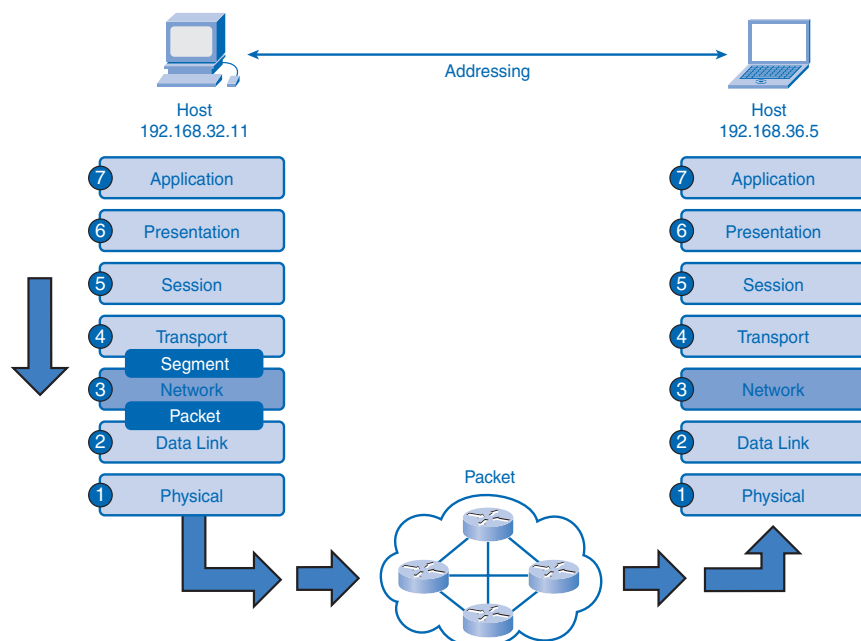 Addressing
Host
192.168.32.11
7 Application
6 Presentation
5 Session
4 Transport
Segment
3 Network
Packet
2 Data Link
1 Physical
Packet
Host
192.168.36.5
7 Application
6 Presentation
5 Session
4 Transport
3 Network
2 Data Link
1 Physical